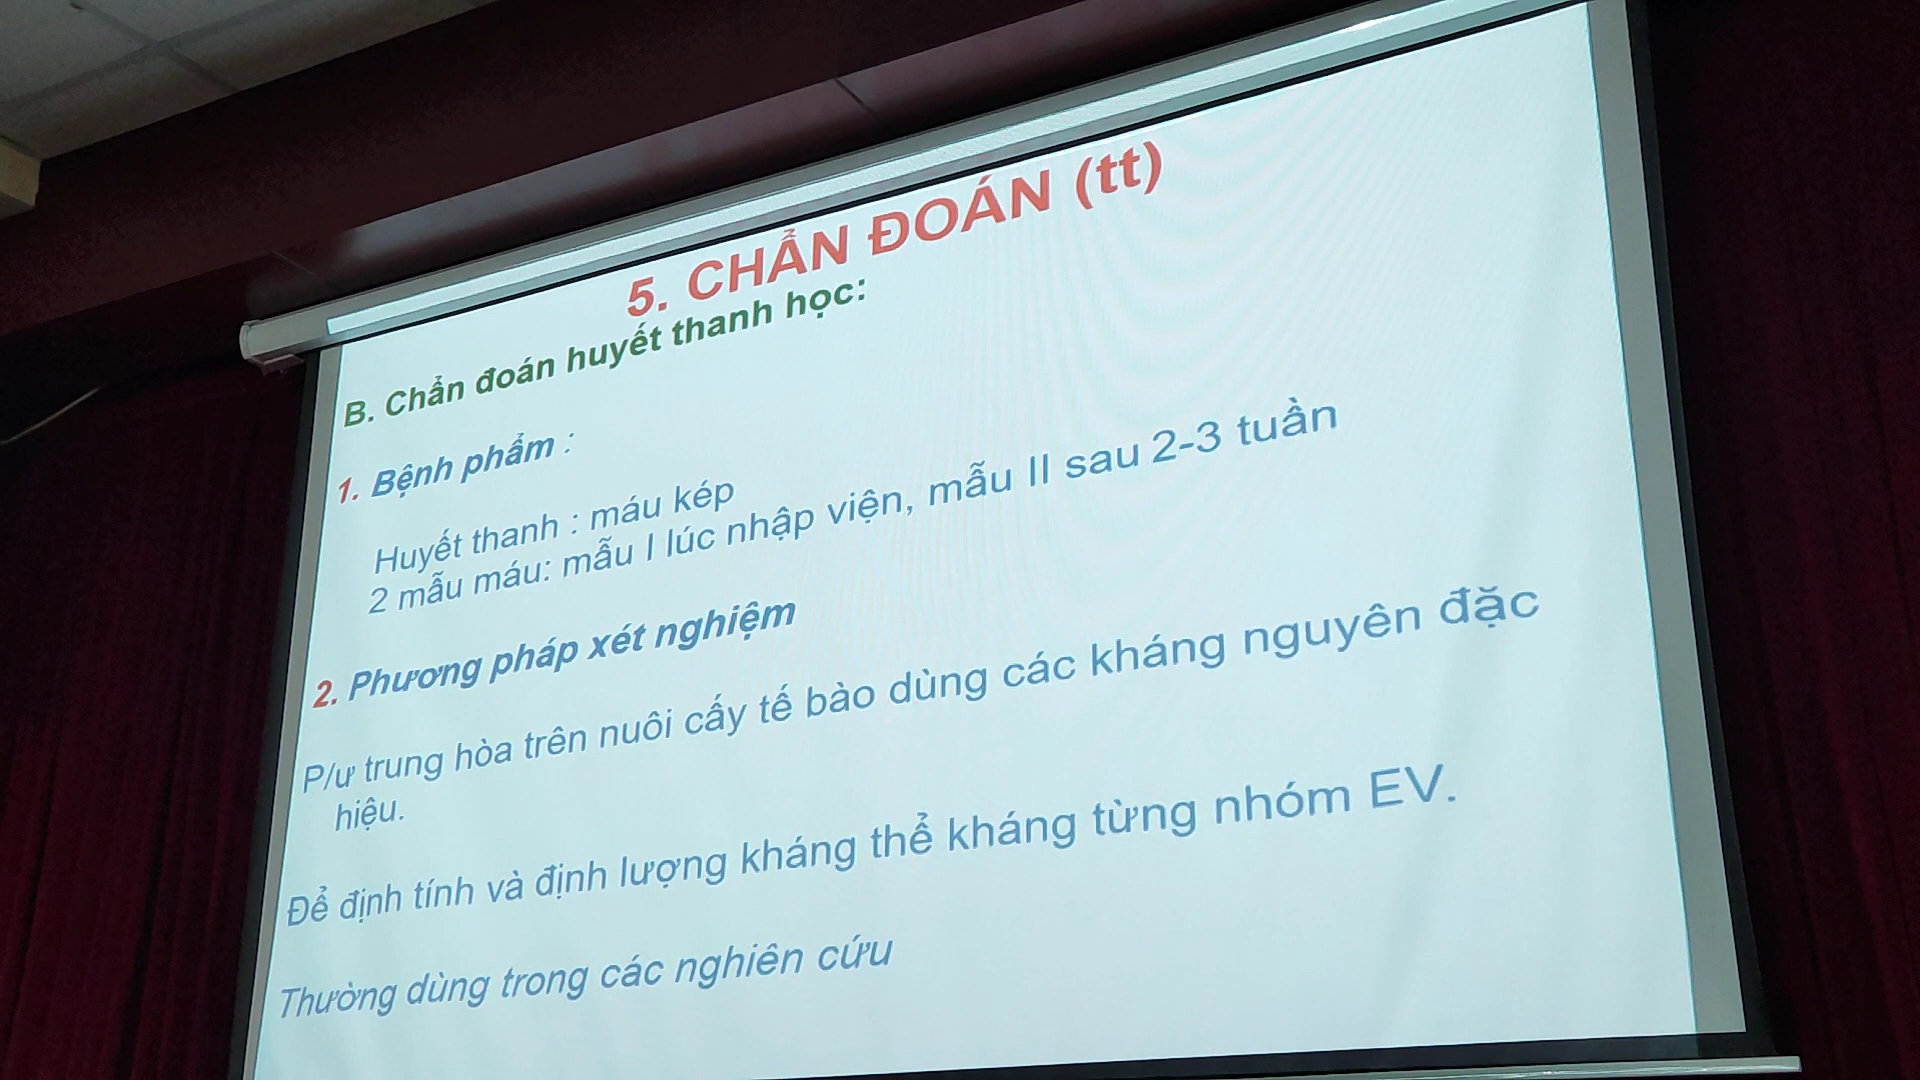 5. CHẨN ĐOÁN (tt)
B. Chẩn đoán huyết thanh học:
1. Bệnh phẩm :
Huyết thanh : máu kép
2 mẫu máu: mẫu I lúc nhập viện, mẫu II sau 2-3 tuần
2. Phương pháp xét nghiệm
P/ư trung hòa trên nuôi cấy tế bào dùng các kháng nguyên đặc
hiệu.
Để định tính và định lượng kháng thể kháng từng nhóm EV.
Thường dùng trong các nghiên cứu